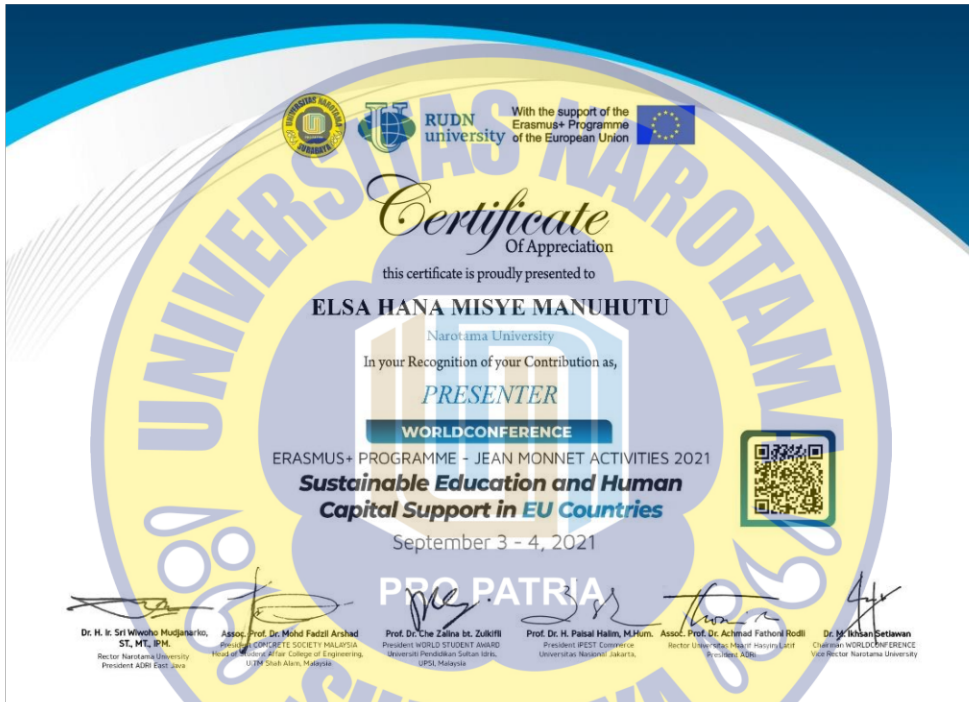 UNIVERSITAS NAROTAMA
SURABAYA
RUDN
university
With the support of the
Erasmus+ Programme
of the European Union
UNIVERSITAS NAROTAMA
Certificate
Of Appreciation
this certificate is proudly presented to
ELSA HANA MISYE MANUHUTU
Narotama University
In your Recognition of your Contribution as,
PRESENTER
WORLDCONFERENCE
ERASMUS+ PROGRAMME - JEAN MONNET ACTIVITIES 2021
Sustainable Education and Human
Capital Support in EU Countries
September 3 - 4, 2021
PRO PATRIA
Dr. H. Ir. Sri Wiwoho Mudjanarko,
ST., MT., IPM.
Rector Narotama University
President ADRI East Java
Assoc. Prof. Dr. Mohd Fadzil Arshad
President CONCRETE SOCIETY MALAYSIA
Head of Student Affair College of Engineering,
UiTM Shah Alam, Malaysia
Prof. Dr. Che Zalina bt. Zulkifli
President WORLD STUDENT AWARD
Universiti Pendidikan Sultan Idris,
UPSI, Malaysia
Prof. Dr. H. Paisal Halim, M.Hum.
President IPEST Commerce
Universitas Nasional Jakarta,
Assoc. Prof. Dr. Achmad Fathoni Rodli
Rector Universitas Maarif Hasyim Latif
President ADRI
Dr. M. Ikhsan Setiawan
Chairman WORLDCONFERENCE
Vice Rector Narotama University
SURABAYA